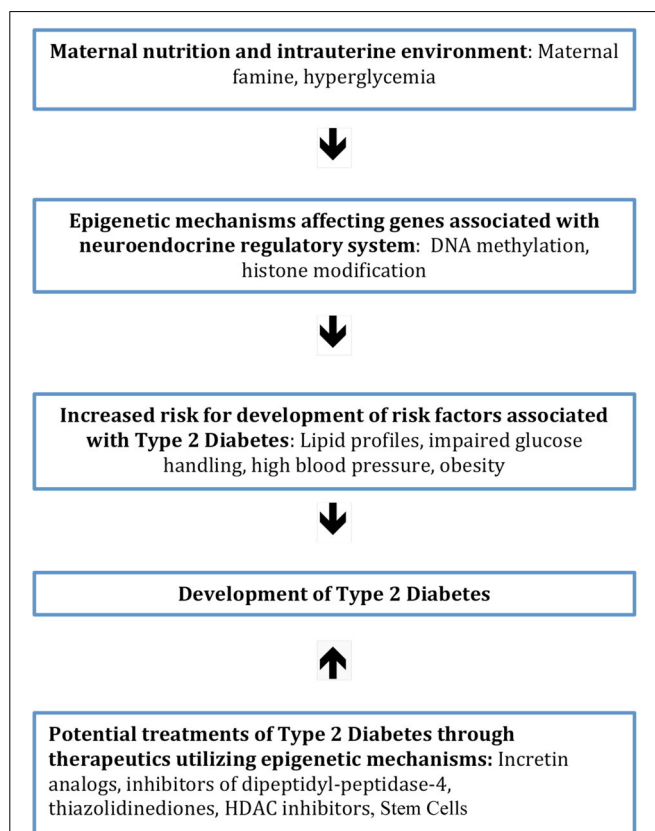 Maternal nutrition and intrauterine environment: Maternal
famine, hyperglycemia
Epigenetic mechanisms affecting genes associated with
neuroendocrine regulatory system:  DNA methylation,
histone modification
Increased risk for development of risk factors associated
with Type 2 Diabetes: Lipid profiles, impaired glucose
handling, high blood pressure, obesity
Development of Type 2 Diabetes
Potential treatments of Type 2 Diabetes through
therapeutics utilizing epigenetic mechanisms: Incretin
analogs, inhibitors of dipeptidyl-peptidase-4,
thiazolidinediones, HDAC inhibitors, Stem Cells